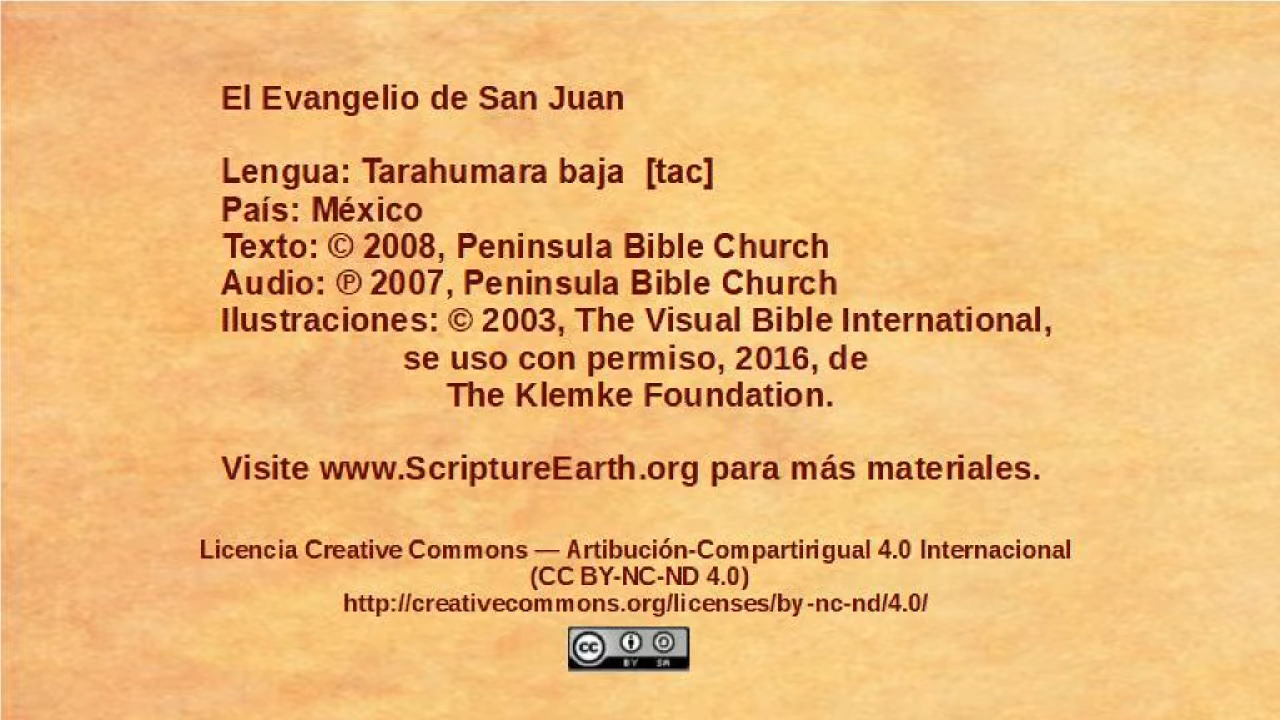 El Evangelio de San Juan
Lengua: Tarahumara baja [tac]
País: México
Texto: © 2008, Peninsula Bible Church
Audio: ℗ 2007, Peninsula Bible Church
Ilustraciones: © 2003, The Visual Bible International,
se uso con permiso, 2016, de
The Klemke Foundation.
Visite www.ScriptureEarth.org para más materiales.
Licencia Creative Commons — Artibución-Compartirigual 4.0 Internacional
(CC BY-NC-ND 4.0)
http://creativecommons.org/licenses/by-nc-nd/4.0/
cc BY SA